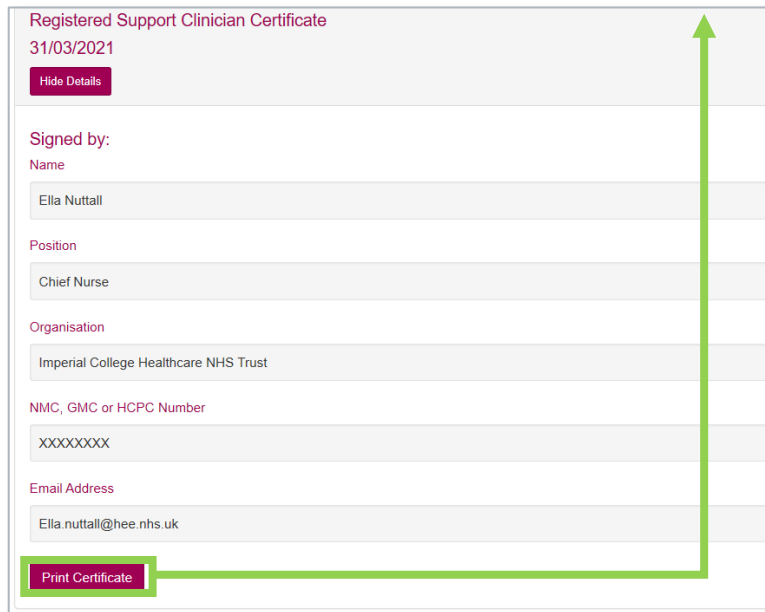 Registered Support Clinician Certificate
31/03/2021
Hide Details
Signed by:
Name
Ella Nuttall
Position
Chief Nurse
Organisation
Imperial College Healthcare NHS Trust
NMC, GMC or HCPC Number
XXXXXXXX
Email Address
Ella.nuttall@hee.nhs.uk
Print Certificate